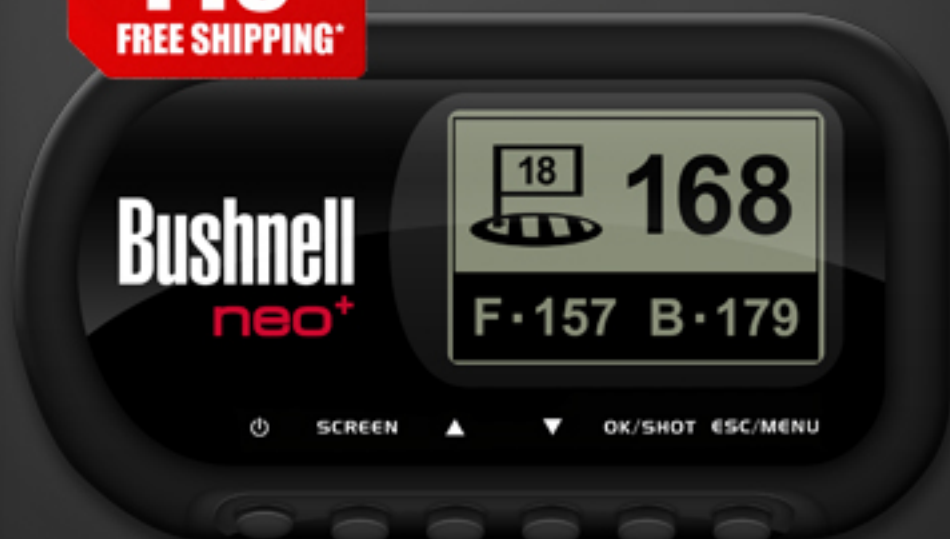 FREE SHIPPING*
18
168
F·157 B·179
Bushnell
neo+
SCREEN ▲ ▼ OK/SHOT ESC/MENU